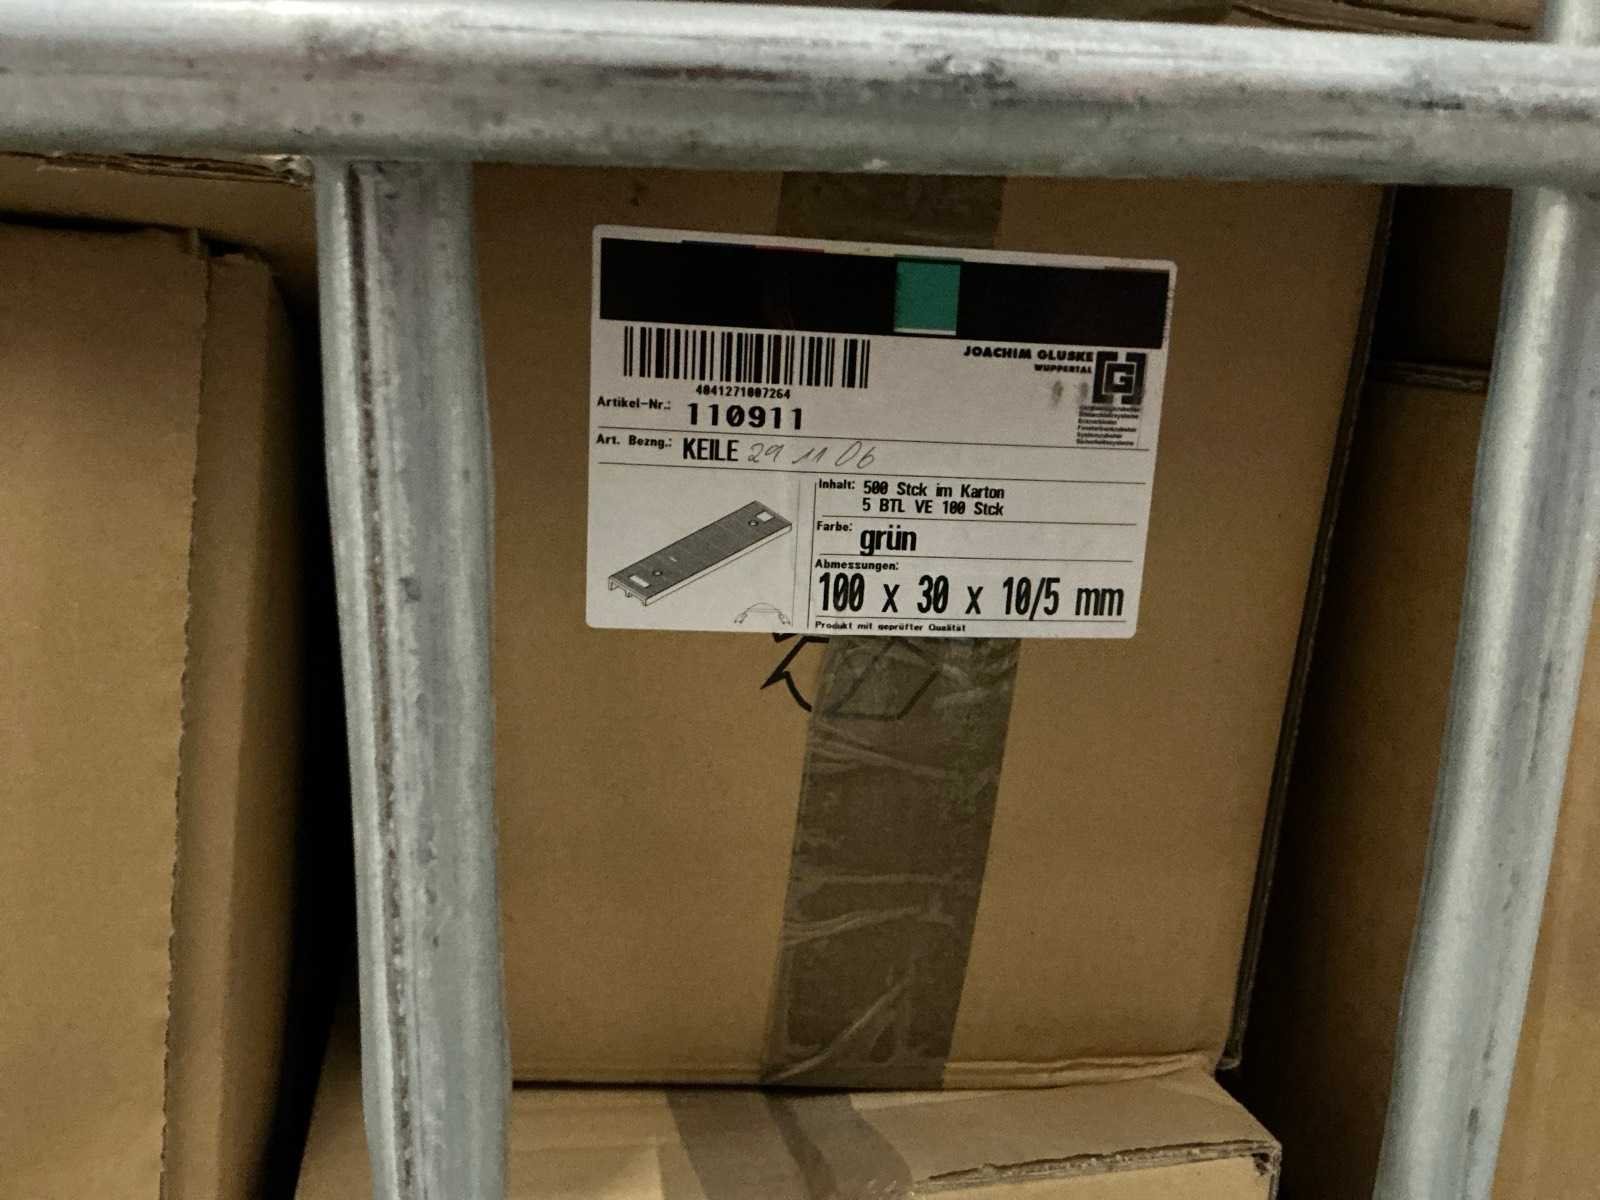 JOACHIM GLUSKE
WUPPERTAL
4041271007264
Artikel-Nr.: 110911
Art. Bezng.: KEILE 29 11 06
Inhalt: 500 Stck im Karton
5 BTL VE 100 Stck
Farbe: grün
Abmessungen:
100 x 30 x 10/5 mm
Produkt mit geprüfter Qualität